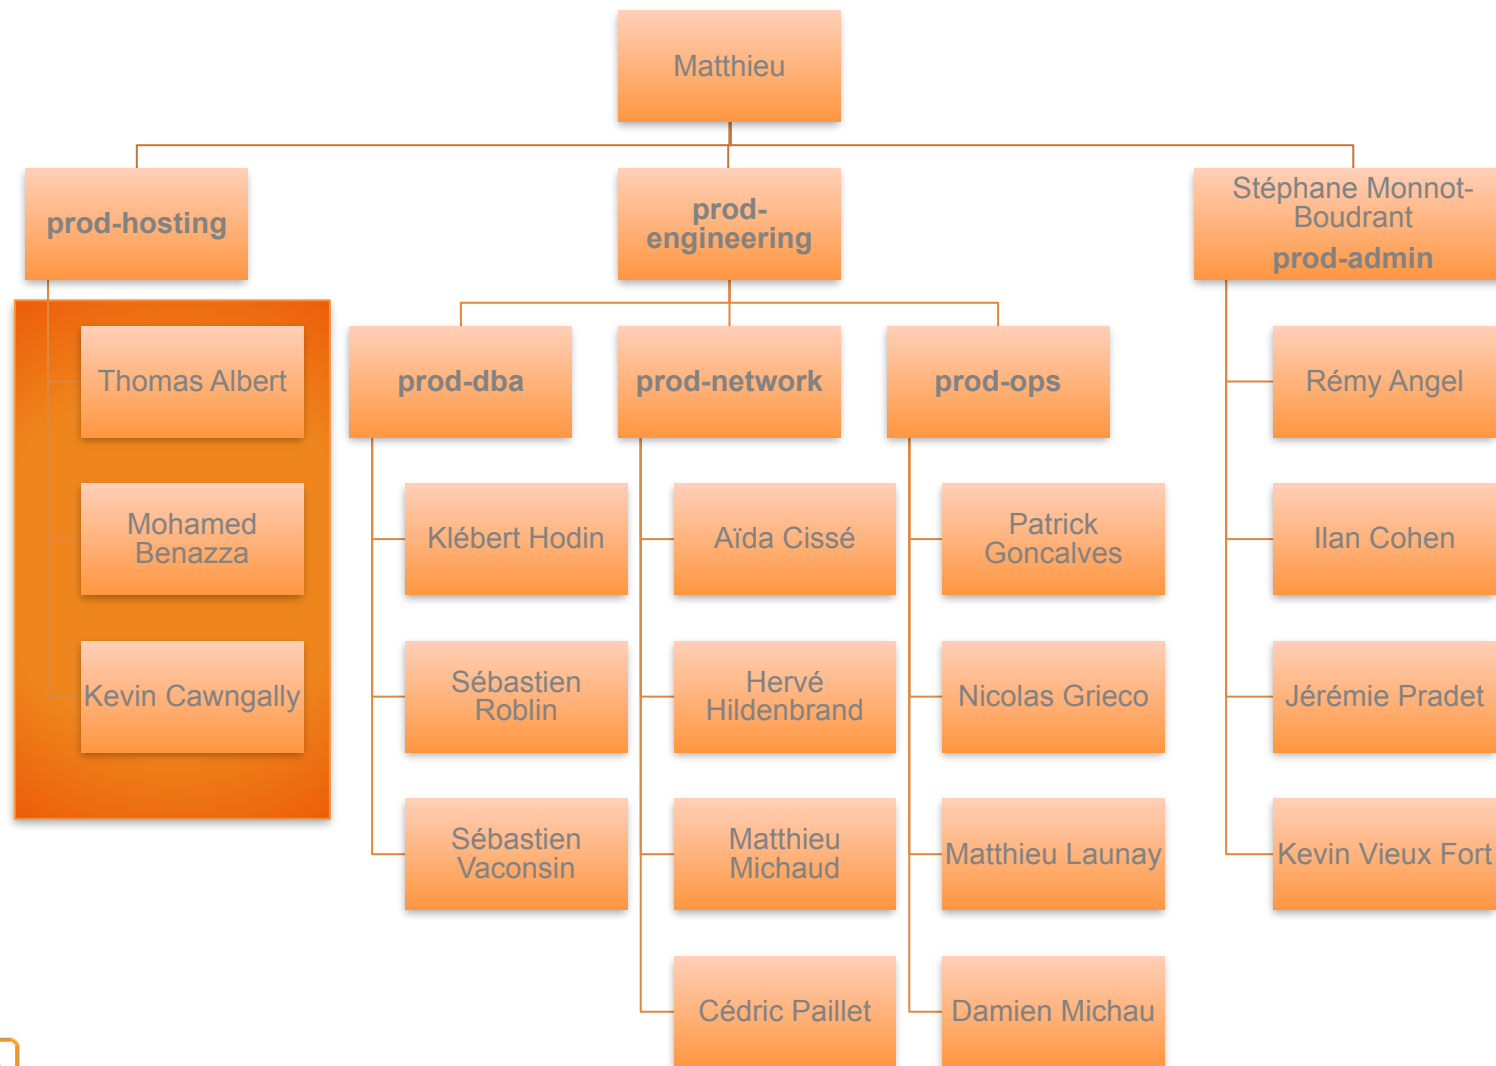 Matthieu
prod-hosting
prod-
engineering
Stéphane Monnot-
Boudrant
prod-admin
Thomas Albert
prod-dba
prod-network
prod-ops
Rémy Angel
Mohamed
Benazza
Klébert Hodin
Aïda Cissé
Patrick
Goncalves
Ilan Cohen
Kevin Cawngally
Sébastien
Roblin
Hervé
Hildenbrand
Nicolas Grieco
Jérémie Pradet
Sébastien
Vaconsin
Matthieu
Michaud
Matthieu Launay
Kevin Vieux Fort
Cédric Paillet
Damien Michau